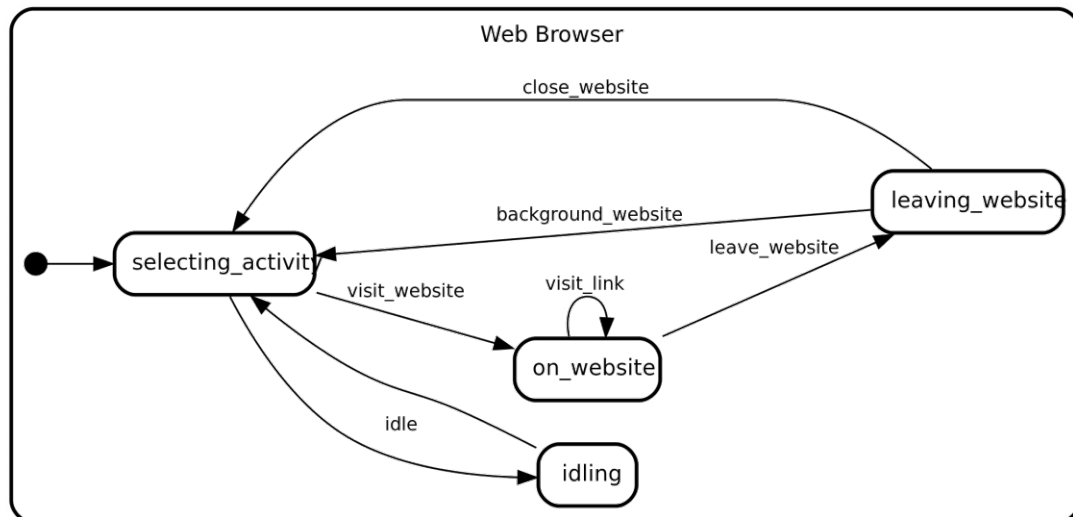 Web Browser
close_website
leaving_website
background_website
leave_website
selecting_activity
visit_website
visit_link
on_website
idle
idling